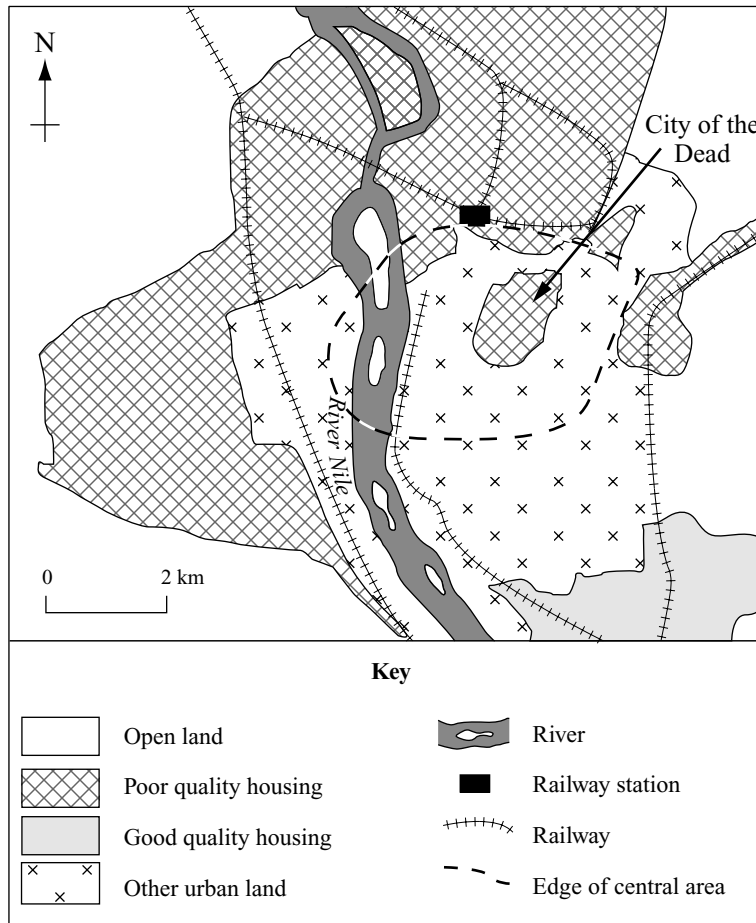 N
City of the
Dead
River Nile
0 2 km
Key
Open land
Poor quality housing
Good quality housing
Other urban land
River
Railway station
Railway
Edge of central area